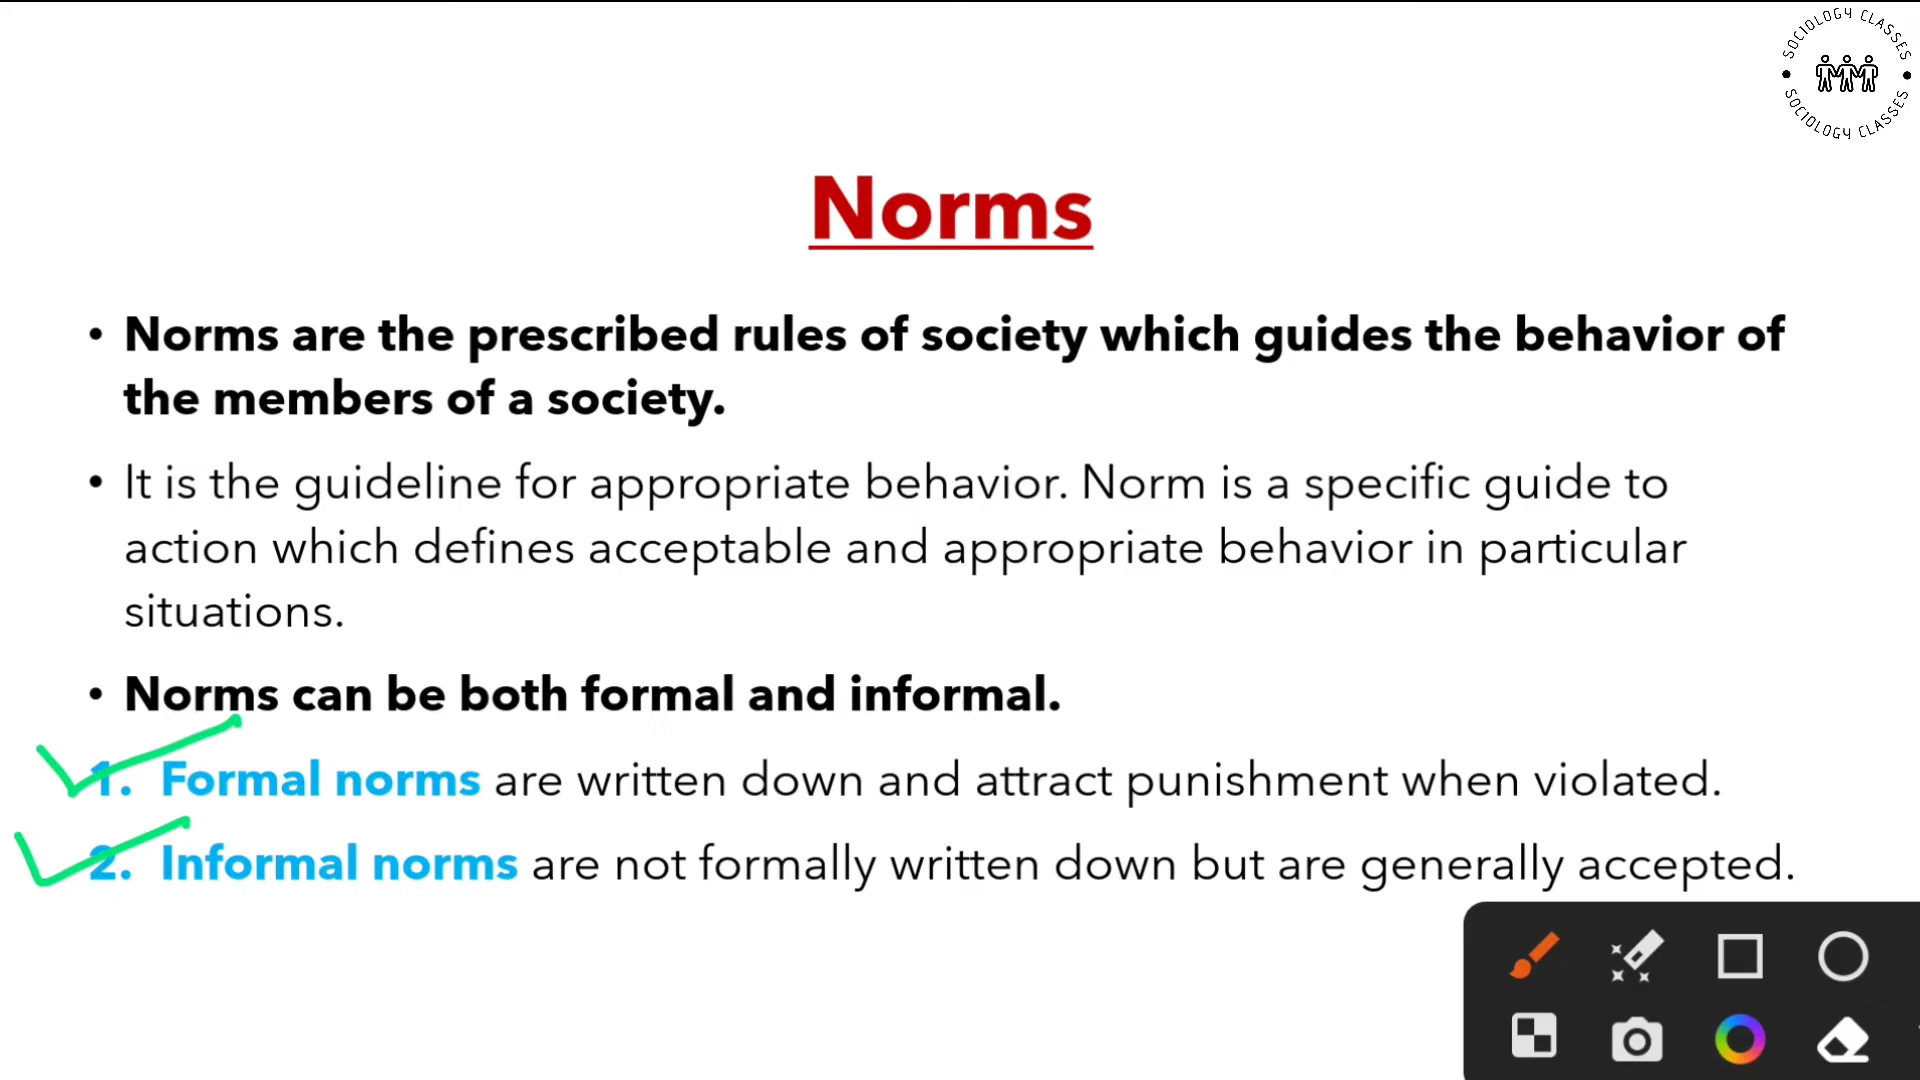 SOCIOLOGY CLASSES
SOCIOLOGY CLASSES
Norms
• Norms are the prescribed rules of society which guides the behavior of
the members of a society.
• It is the guideline for appropriate behavior. Norm is a specific guide to
action which defines acceptable and appropriate behavior in particular
situations.
• Norms can be both formal and informal.
1. Formal norms are written down and attract punishment when violated.
2. Informal norms are not formally written down but are generally accepted.